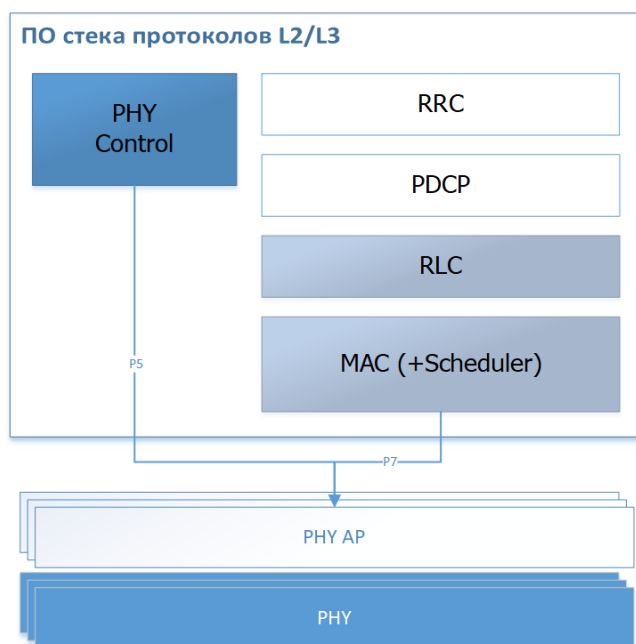 ПО стека протоколов L2/L3
PHY
Control
RRC
PDCP
RLC
MAC (+Scheduler)
P5
P7
PHY AP
PHY